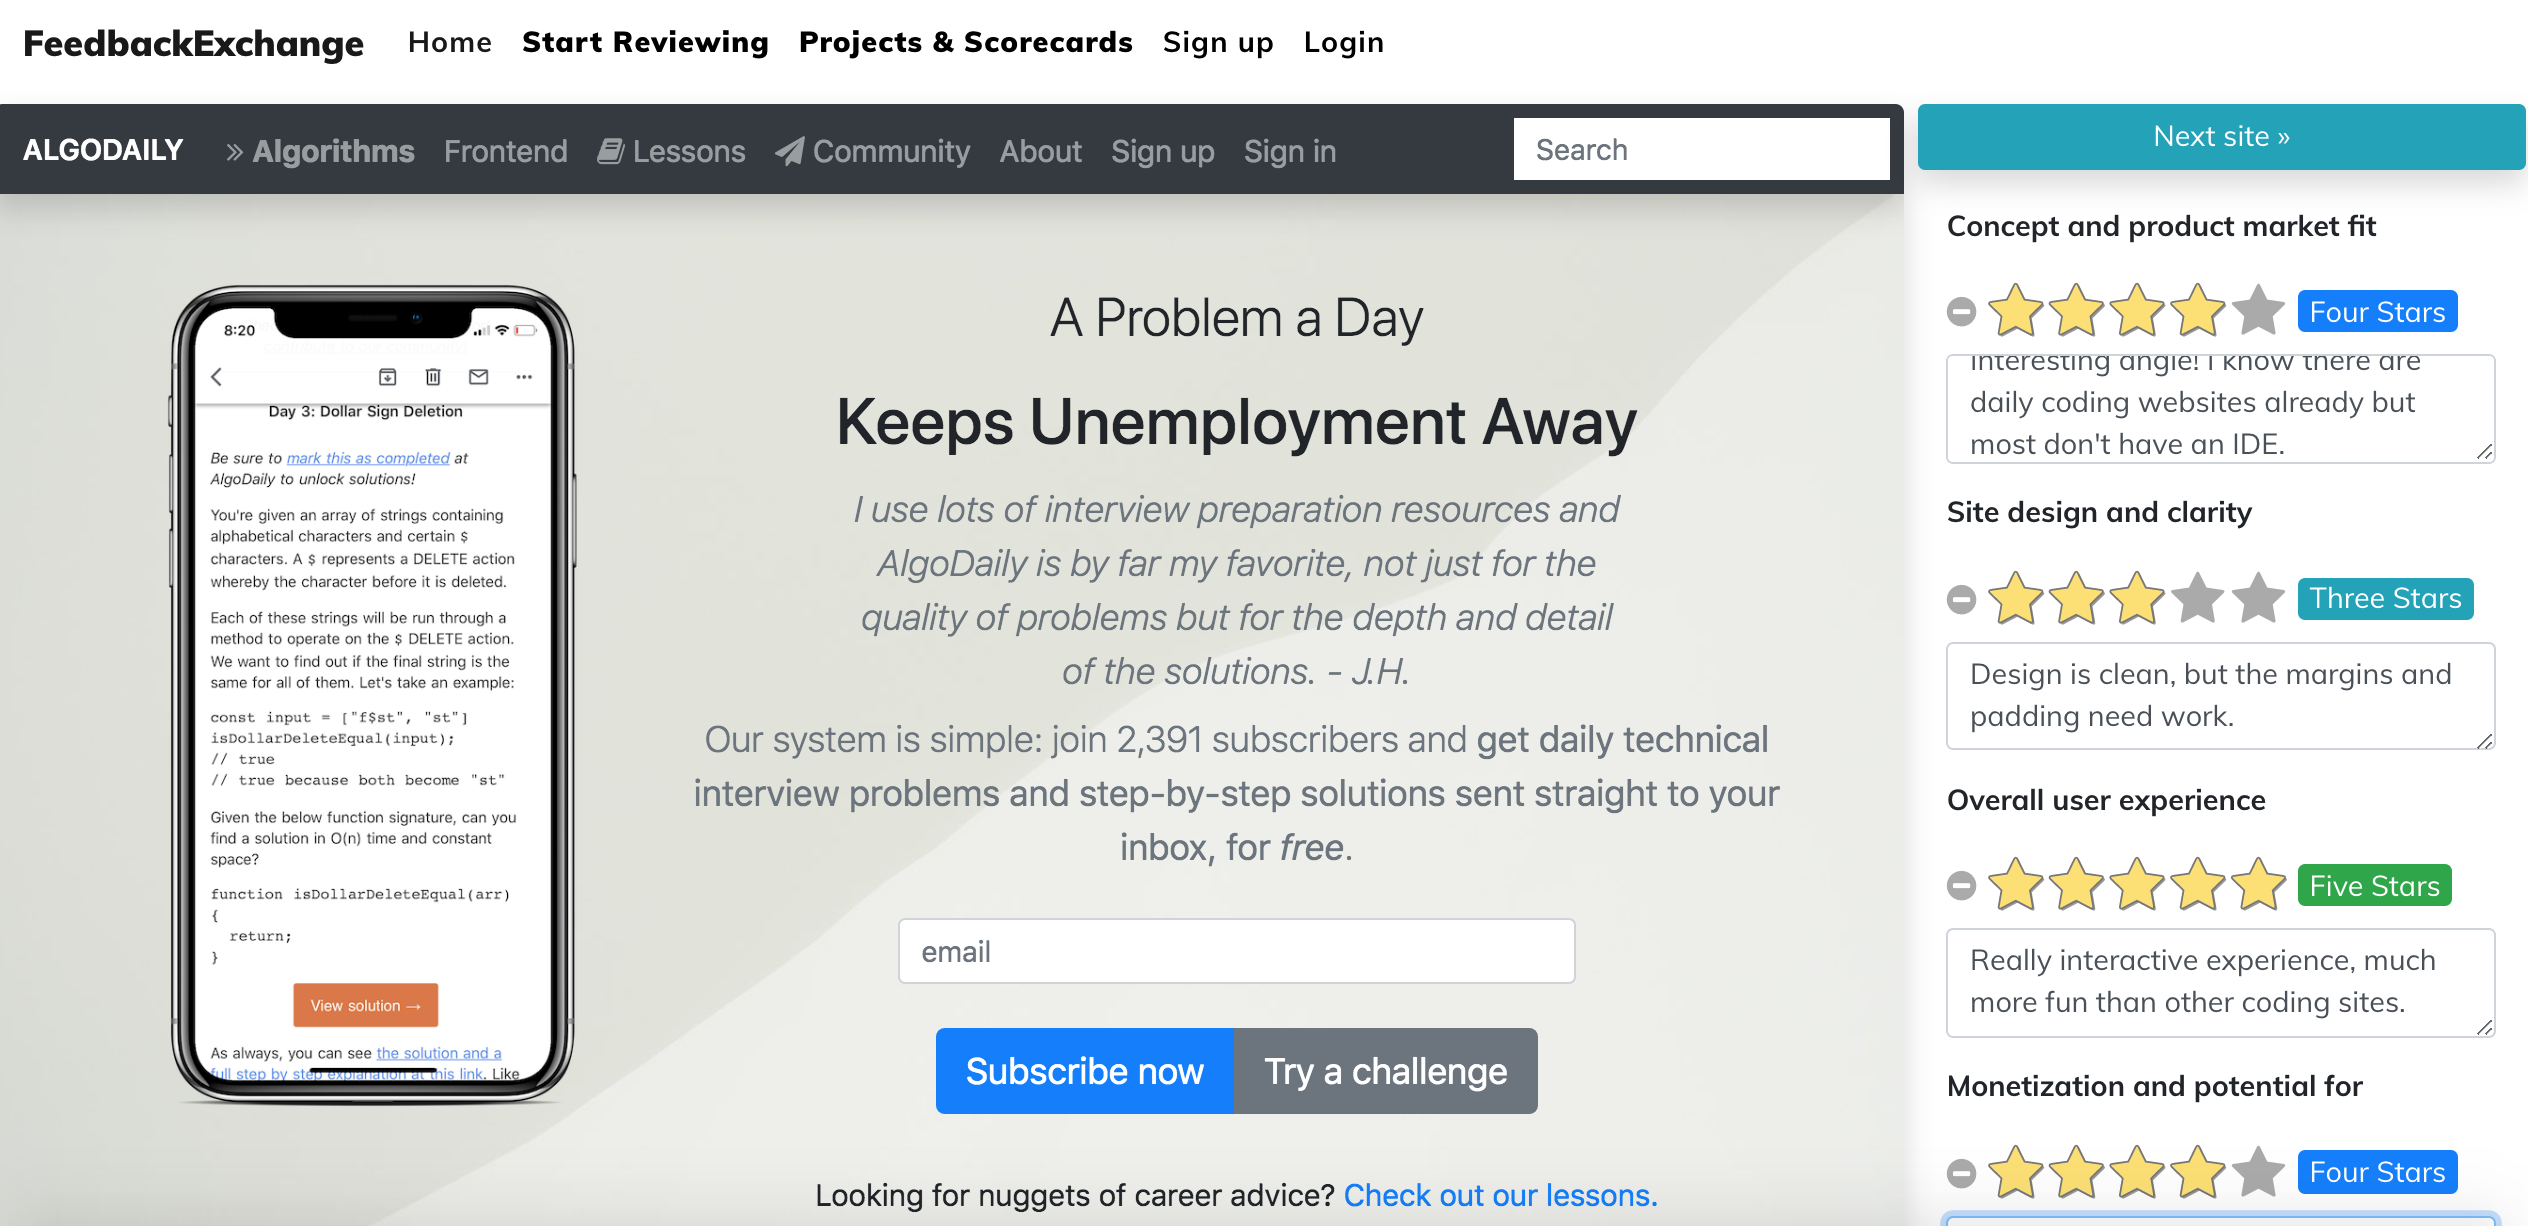 FeedbackExchange Home Start Reviewing Projects & Scorecards Sign up Login
ALGODAILY » Algorithms Frontend Lessons Community About Sign up Sign in Search
8:20
Day 3: Dollar Sign Deletion
Be sure to mark this as completed at
AlgoDaily to unlock solutions!
You're given an array of strings containing
alphabetical characters and certain $
characters. A $ represents a DELETE action
whereby the character before it is deleted.
Each of these strings will be run through a
method to operate on the $ DELETE action.
We want to find out if the final string is the
same for all of them. Let's take an example:
const input = ["f$st", "st"]
isDollarDeleteEqual(input);
// true
// true because both become "st"
Given the below function signature, can you
find a solution in O(n) time and constant
space?
function isDollarDeleteEqual(arr)
{
return;
}
View solution →
As always, you can see the solution and a
full step by step explanation at this link. Like
A Problem a Day
Keeps Unemployment Away
I use lots of interview preparation resources and
AlgoDaily is by far my favorite, not just for the
quality of problems but for the depth and detail
of the solutions. - J.H.
Our system is simple: join 2,391 subscribers and get daily technical
interview problems and step-by-step solutions sent straight to your
inbox, for free.
email
Subscribe now Try a challenge
Looking for nuggets of career advice? Check out our lessons.
Next site »
Concept and product market fit
Four Stars
interesting angle! I know there are
daily coding websites already but
most don't have an IDE.
Site design and clarity
Three Stars
Design is clean, but the margins and
padding need work.
Overall user experience
Five Stars
Really interactive experience, much
more fun than other coding sites.
Monetization and potential for
Four Stars